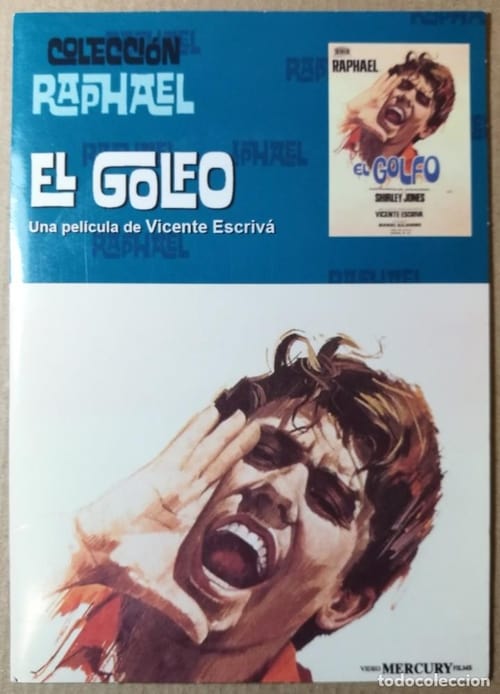 COLECCIÓN
RAPHAEL
EL GOLFO
Una película de Vicente Escrivá
RAPHAEL
EL GOLFO
SHIRLEY JONES
VICENTE ESCRIVÁ
VIDEO MERCURY FILMS
todocoleccion